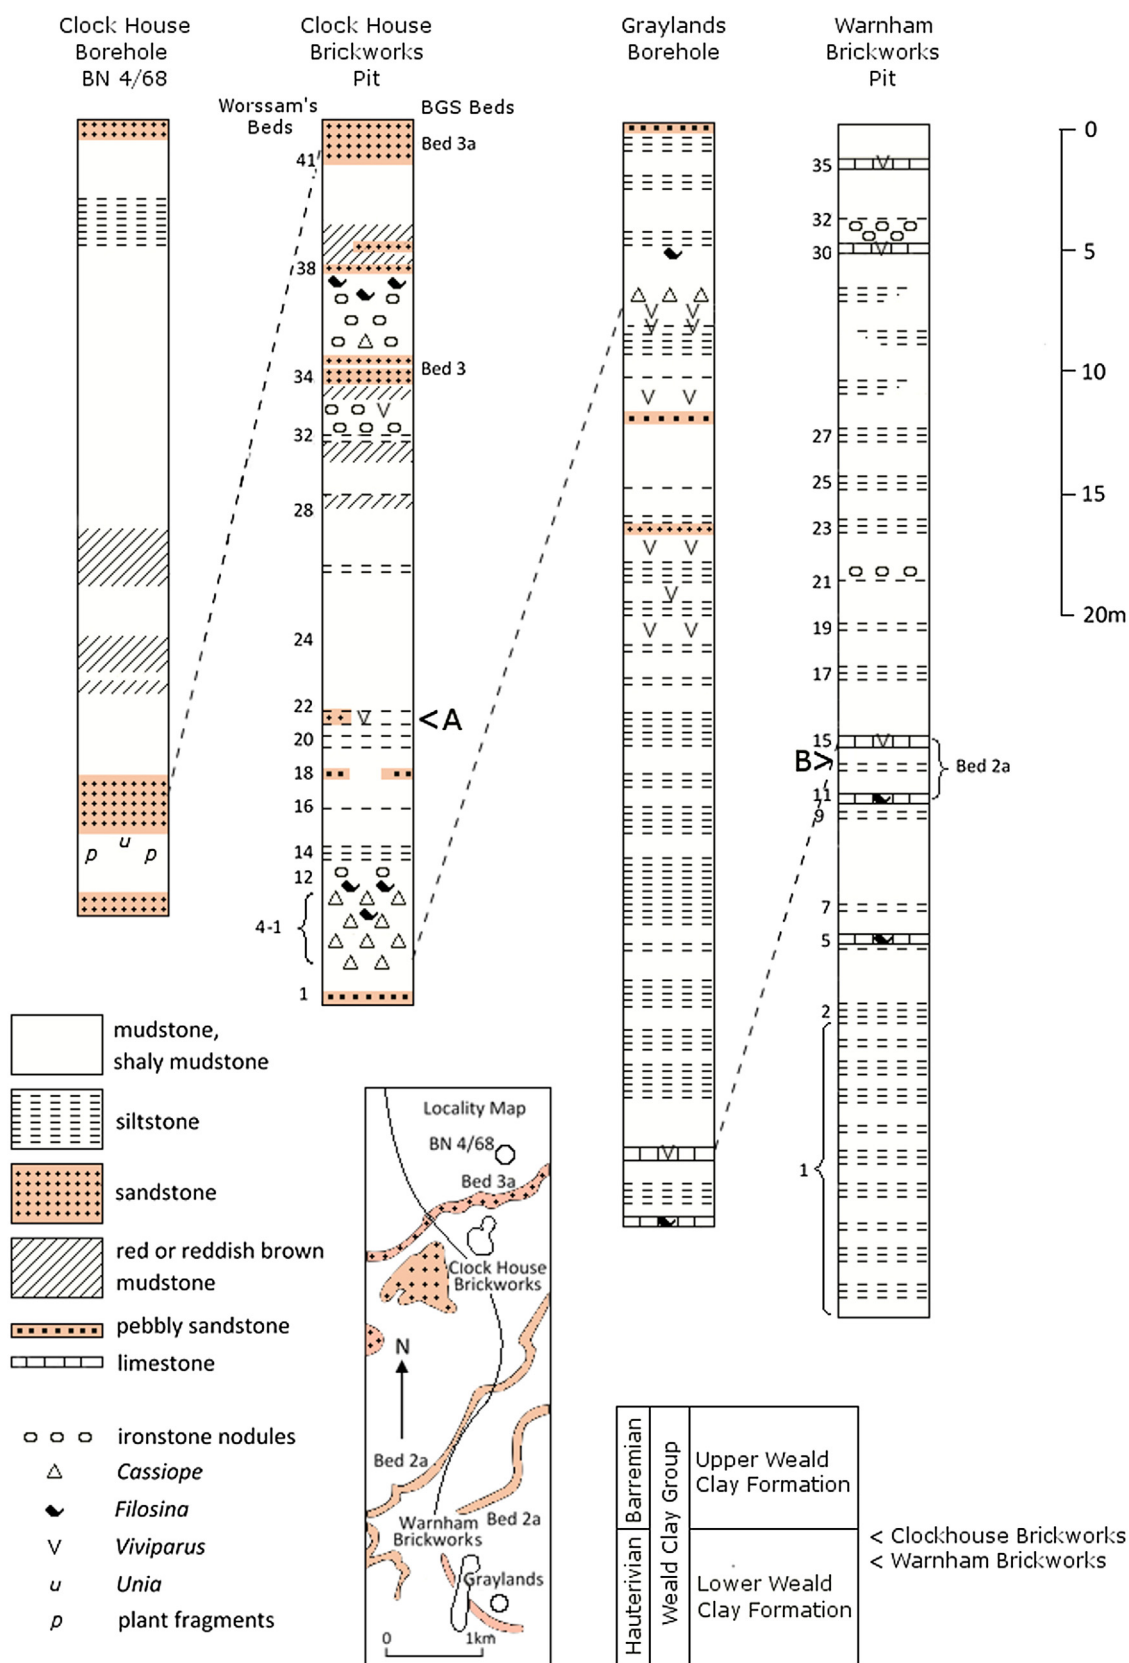 Clock House
Borehole
BN 4/68
Clock House
Brickworks
Pit
Graylands
Borehole
Warnham
Brickworks
Pit
Worssam's
Beds
BGS Beds
41
38
34
32
28
24
22
20
18
16
14
12
4-1
1
Bed 3a
Bed 3
<A
35
32
30
27
25
23
21
19
17
15
B>
11
9
7
5
2
1
Bed 2a
0
5
10
15
20m
mudstone,
shaly mudstone
siltstone
sandstone
red or reddish brown
mudstone
pebbly sandstone
limestone
ironstone nodules
Cassiope
Filosina
V Viviparus
u Unia
p plant fragments
Locality Map
BN 4/68
Bed 3a
Clock House
Brickworks
N
Bed 2a
Warnham
Brickworks
Bed 2a
Graylands
0 1km
Hauterivian
Barremian
Weald Clay Group
Upper Weald
Clay Formation
Lower Weald
Clay Formation
< Clockhouse Brickworks
< Warnham Brickworks